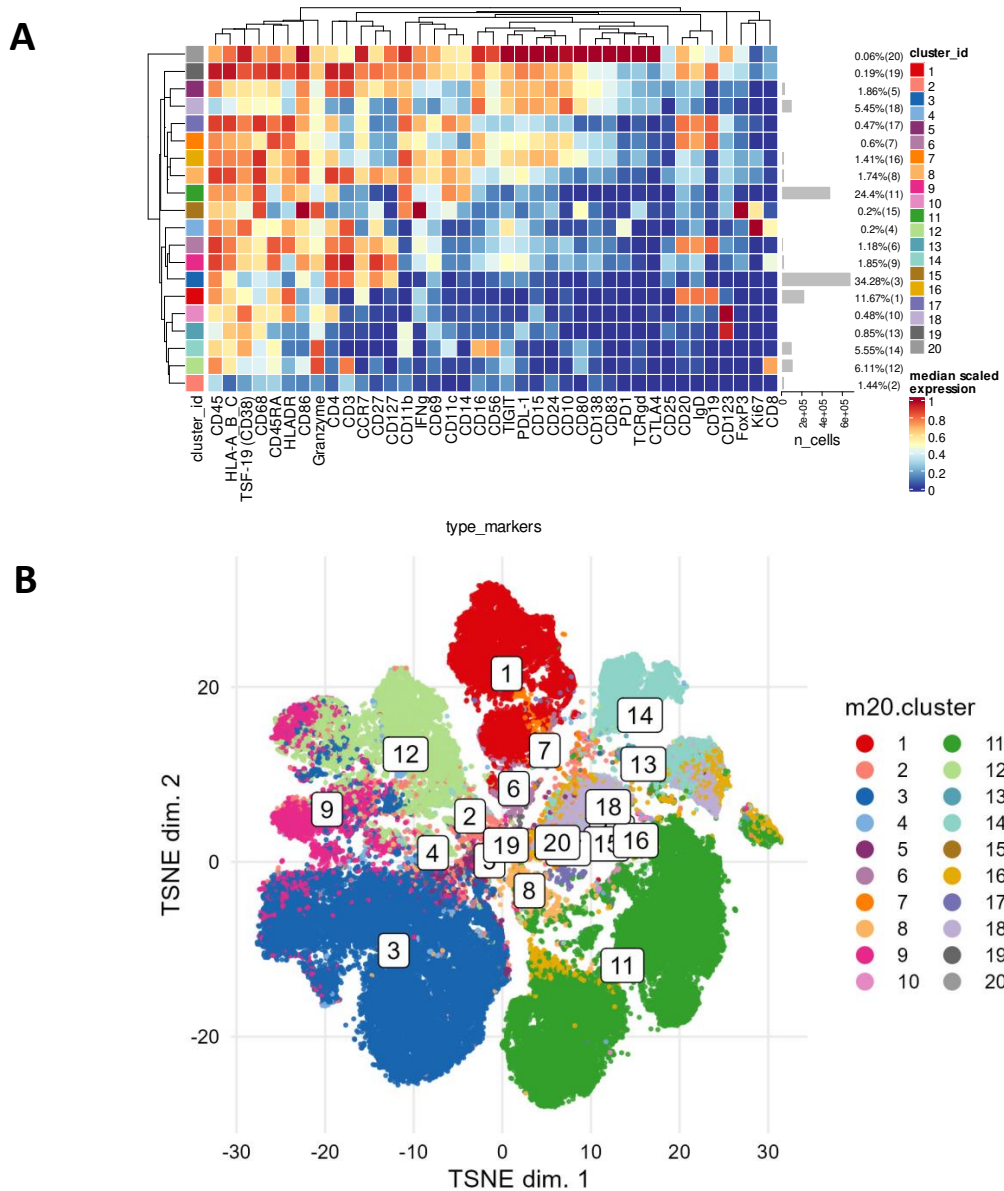 A
0.06%(20)
0.19%(19)
1.86%(5)
5.45%(18)
0.47%(17)
0.6%(7)
1.41%(16)
1.74%(8)
24.4%(11)
0.2%(15)
0.2%(4)
1.18%(6)
1.85%(9)
34.28%(3)
11.67%(1)
0.48%(10)
0.85%(13)
5.55%(14)
6.11%(12)
1.44%(2)
cluster_id
1
2
3
4
5
6
7
8
9
10
11
12
13
14
15
16
17
18
19
20
median scaled
expression
1
0.8
0.6
0.4
0.2
0
cluster_id
CD45
HLA-A_B_C
TSF-19 (CD38)
CD68
CD45RA
HLADR
CD86
Granzyme
CD4
CD3
CCR7
CD27
CD127
CD11b
IFNg
CD69
CD11c
CD14
CD16
CD56
TIGIT
PDL-1
CD15
CD24
CD10
CD80
CD138
CD83
PD1
TCRgd
CTLA4
CD25
CD20
IgD
CD19
CD123
FoxP3
Ki67
CD8
0
2e+05
4e+05
6e+05
n_cells
type_markers
B
TSNE dim. 2
20
0
-20
1
14
7
13
12
6
18
9
2
16
20
19
4
8
3
11
-30
-20
-10
0
10
20
30
TSNE dim. 1
m20.cluster
1
2
3
4
5
6
7
8
9
10
11
12
13
14
15
16
17
18
19
20